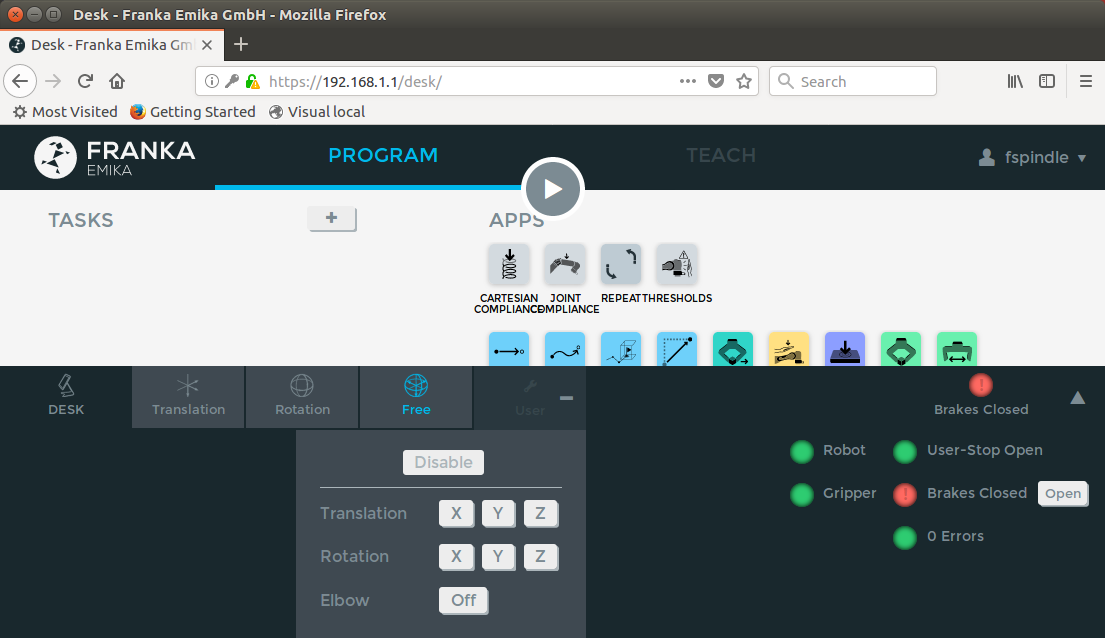 Desk - Franka Emika GmbH - Mozilla Firefox
Desk - Franka Emika Gm
https://192.168.1.1/desk/
Search
Most Visited
Getting Started
Visual local
FRANKA
EMIKA
PROGRAM
TEACH
fspindle
TASKS
+
APPS
CARTESIAN
COMPLIANCE
JOINT
COMPLIANCE
REPEAT
THRESHOLDS
DESK
Translation
Rotation
Free
User
Brakes Closed
Disable
Translation X Y Z
Rotation X Y Z
Elbow Off
Robot
User-Stop Open
Gripper
Brakes Closed Open
0 Errors